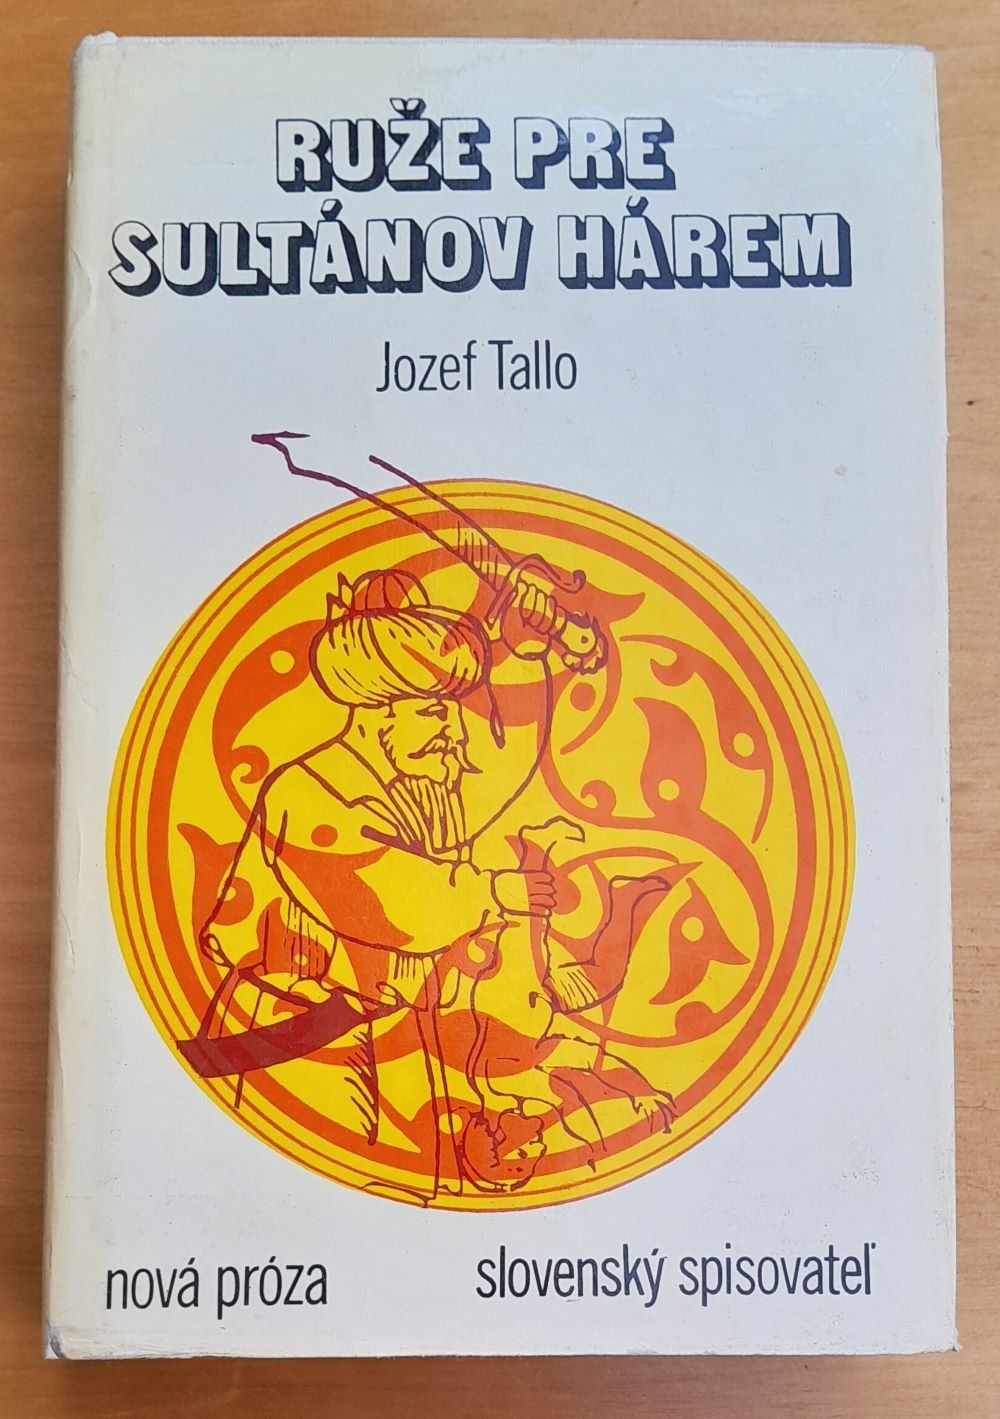 RUŽE PRE
SULTÁNOV HÁREM
Jozef Tallo
nová próza
slovenský spisovateľ